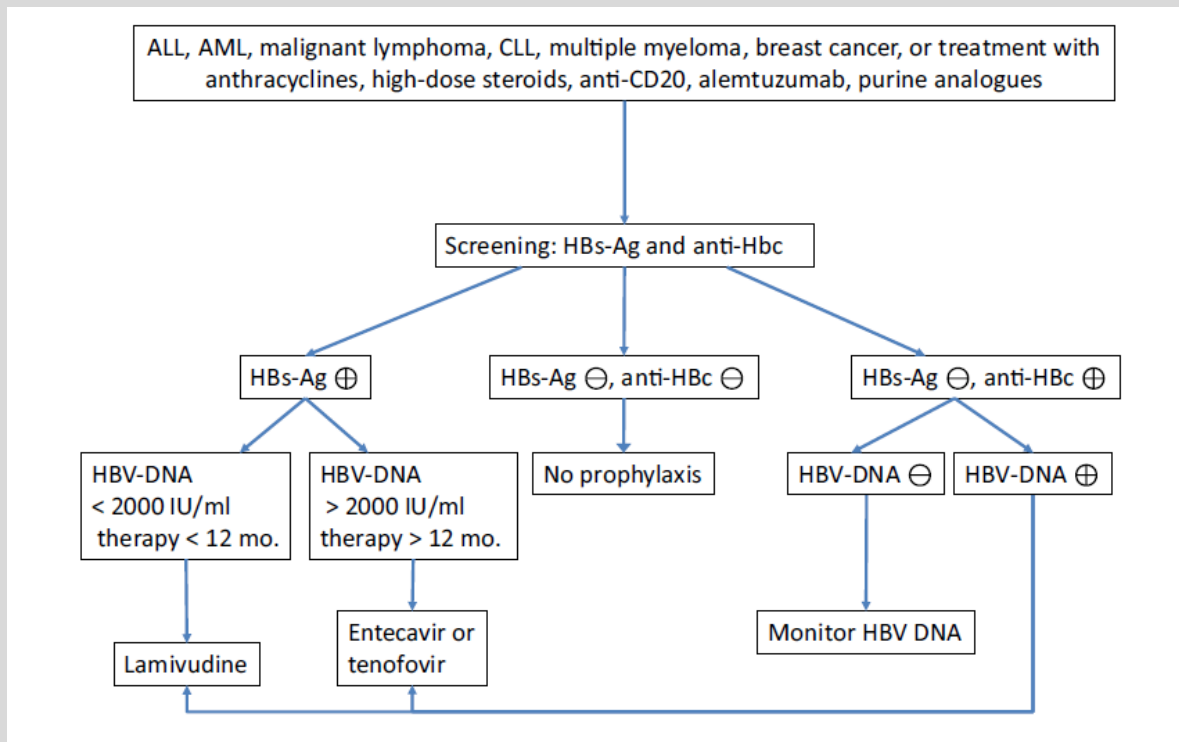 ALL, AML, malignant lymphoma, CLL, multiple myeloma, breast cancer, or treatment with
anthracyclines, high-dose steroids, anti-CD20, alemtuzumab, purine analogues
Screening: HBs-Ag and anti-Hbc
HBs-Ag ⊕
HBs-Ag ⊖, anti-HBc ⊖
HBs-Ag ⊖, anti-HBc ⊕
HBV-DNA
< 2000 IU/ml
therapy < 12 mo.
HBV-DNA
> 2000 IU/ml
therapy > 12 mo.
No prophylaxis
HBV-DNA ⊖
HBV-DNA ⊕
Lamivudine
Entecavir or
tenofovir
Monitor HBV DNA